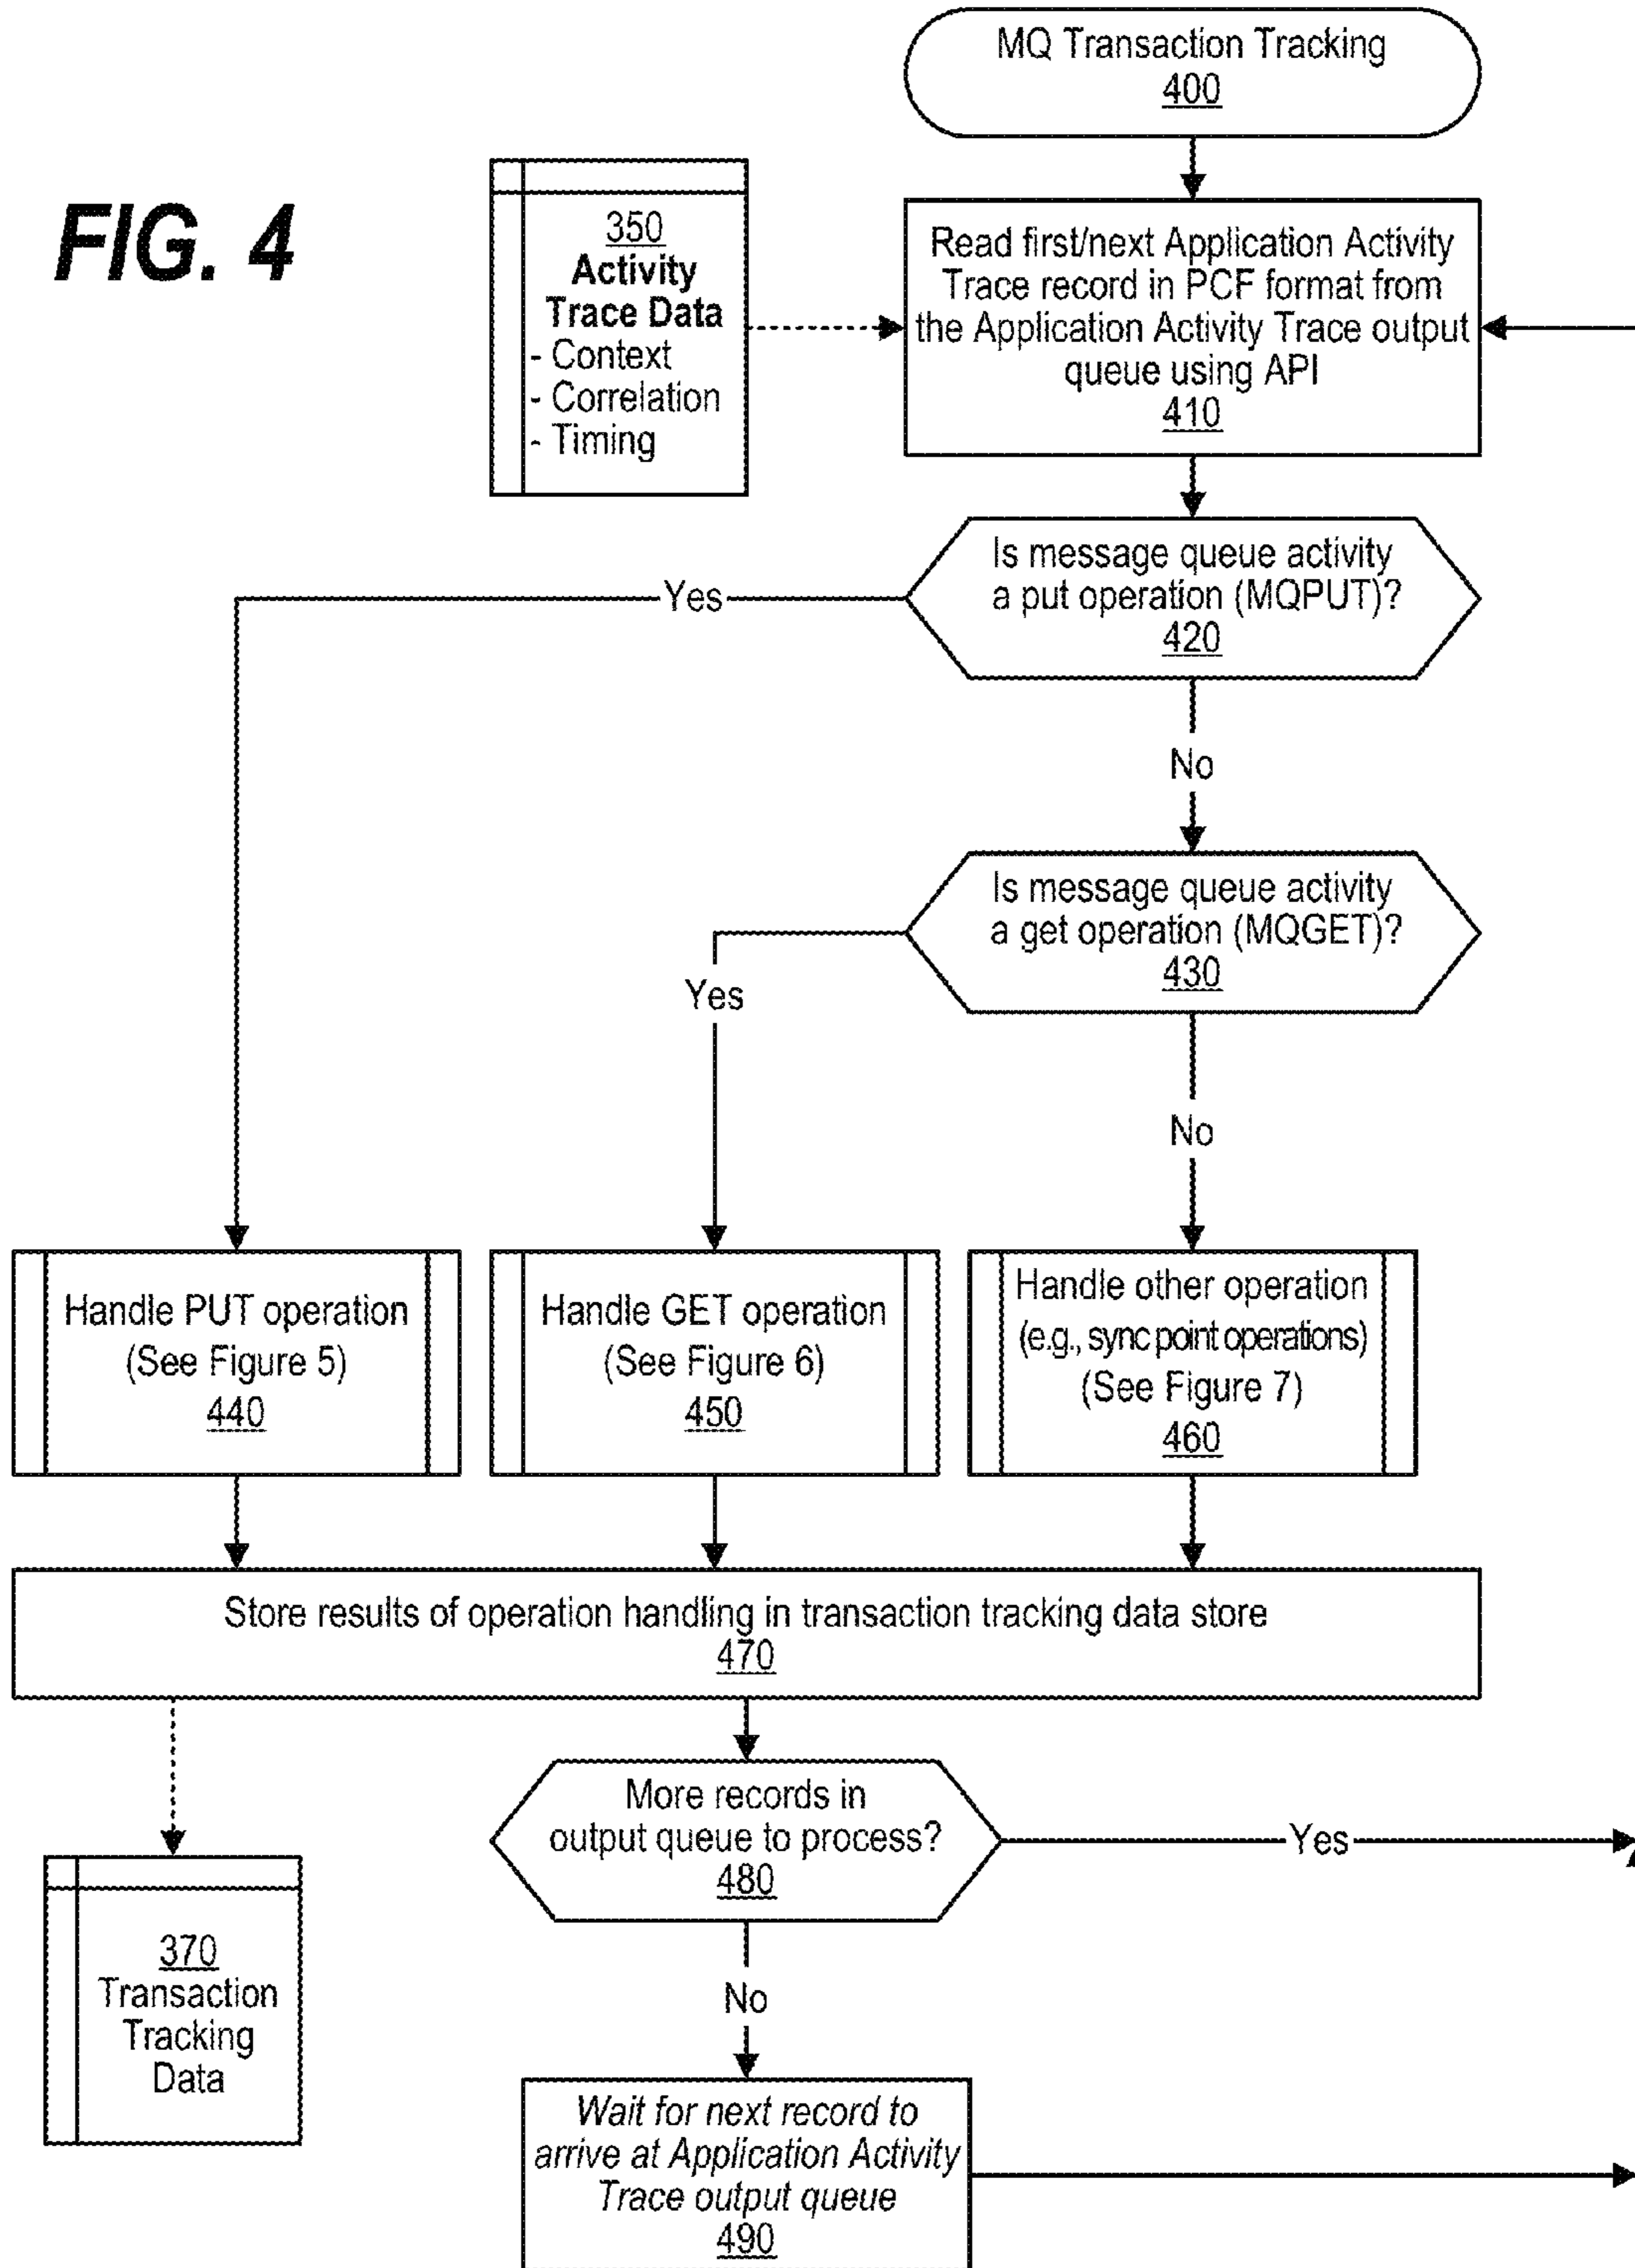 FIG. 4
MQ Transaction Tracking
400
350
Activity
Trace Data
- Context
- Correlation
- Timing
Read first/next Application Activity
Trace record in PCF format from
the Application Activity Trace output
queue using API
410
Is message queue activity
a put operation (MQPUT)?
420
Yes
No
Is message queue activity
a get operation (MQGET)?
430
Yes
No
Handle PUT operation
(See Figure 5)
440
Handle GET operation
(See Figure 6)
450
Handle other operation
(e.g., sync point operations)
(See Figure 7)
460
Store results of operation handling in transaction tracking data store
470
More records in
output queue to process?
480
Yes
370
Transaction
Tracking
Data
No
Wait for next record to
arrive at Application Activity
Trace output queue
490